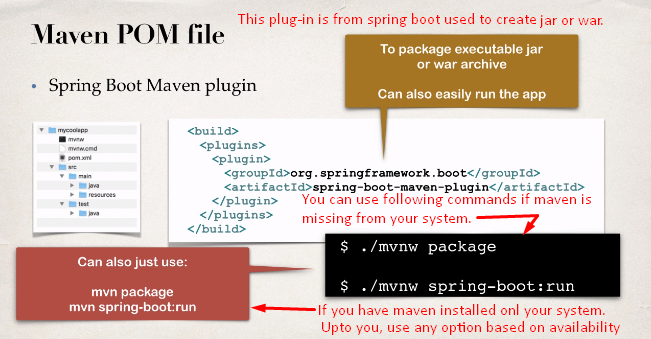 This plug-in is from spring boot used to create jar or war.
Maven POM file
To package executable jar
or war archive
Can also easily run the app
• Spring Boot Maven plugin
mycoolapp
mvnw
mvnw.cmd
pom.xml
src
main
java
resources
test
java
<build>
<plugins>
<plugin>
<groupId>org.springframework.boot</groupId>
<artifactId>spring-boot-maven-plugin</artifactId>
</plugin>
</plugins>
</build>
You can use following commands if maven is
missing from your system.
$ ./mvnw package
$ ./mvnw spring-boot:run
Can also just use:
mvn package
mvn spring-boot:run
If you have maven installed onl your system.
Upto you, use any option based on availability